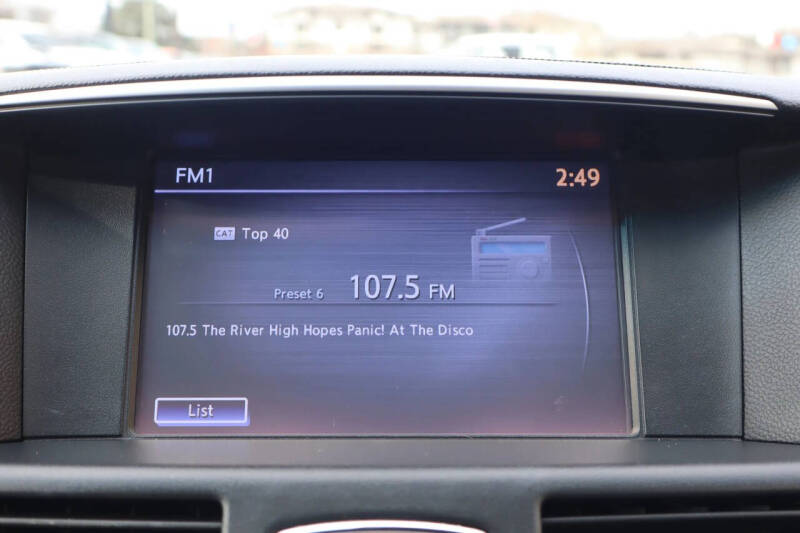 FM1 2:49
CAT Top 40
Preset 6 107.5 FM
107.5 The River High Hopes Panic! At The Disco
List